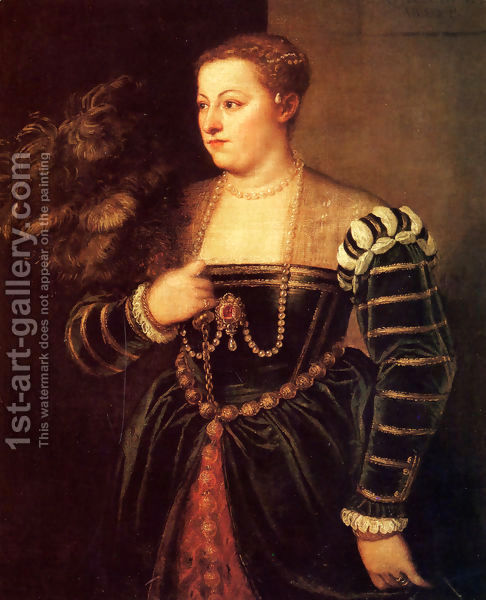 1st-art-gallery.com
This watermark does not appear on the painting